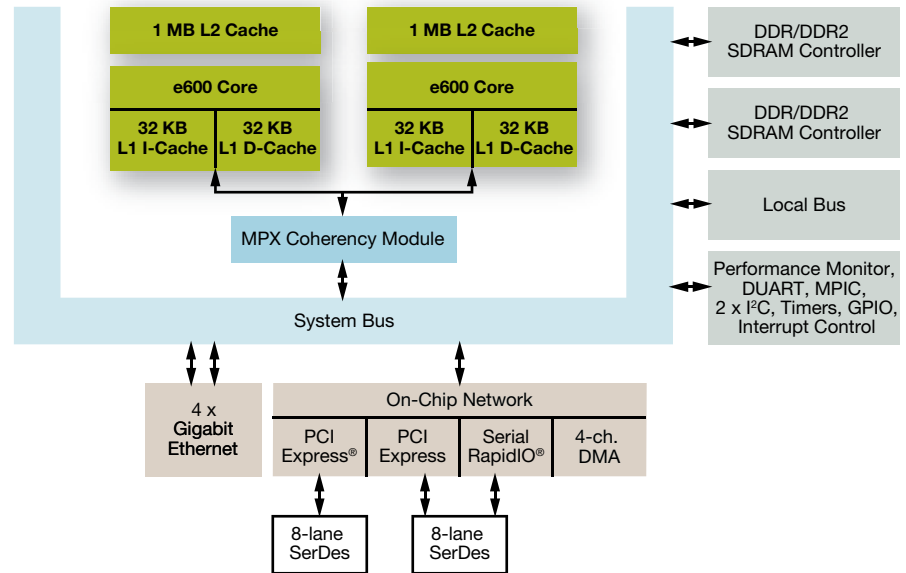 1 MB L2 Cache
1 MB L2 Cache
e600 Core
e600 Core
32 KB
L1 I-Cache
32 KB
L1 D-Cache
32 KB
L1 I-Cache
32 KB
L1 D-Cache
MPX Coherency Module
System Bus
DDR/DDR2
SDRAM Controller
DDR/DDR2
SDRAM Controller
Local Bus
Performance Monitor,
DUART, MPIC,
2 x I²C, Timers, GPIO,
Interrupt Control
4 x
Gigabit
Ethernet
On-Chip Network
PCI
Express®
PCI
Express
Serial
RapidIO®
4-ch.
DMA
8-lane
SerDes
8-lane
SerDes